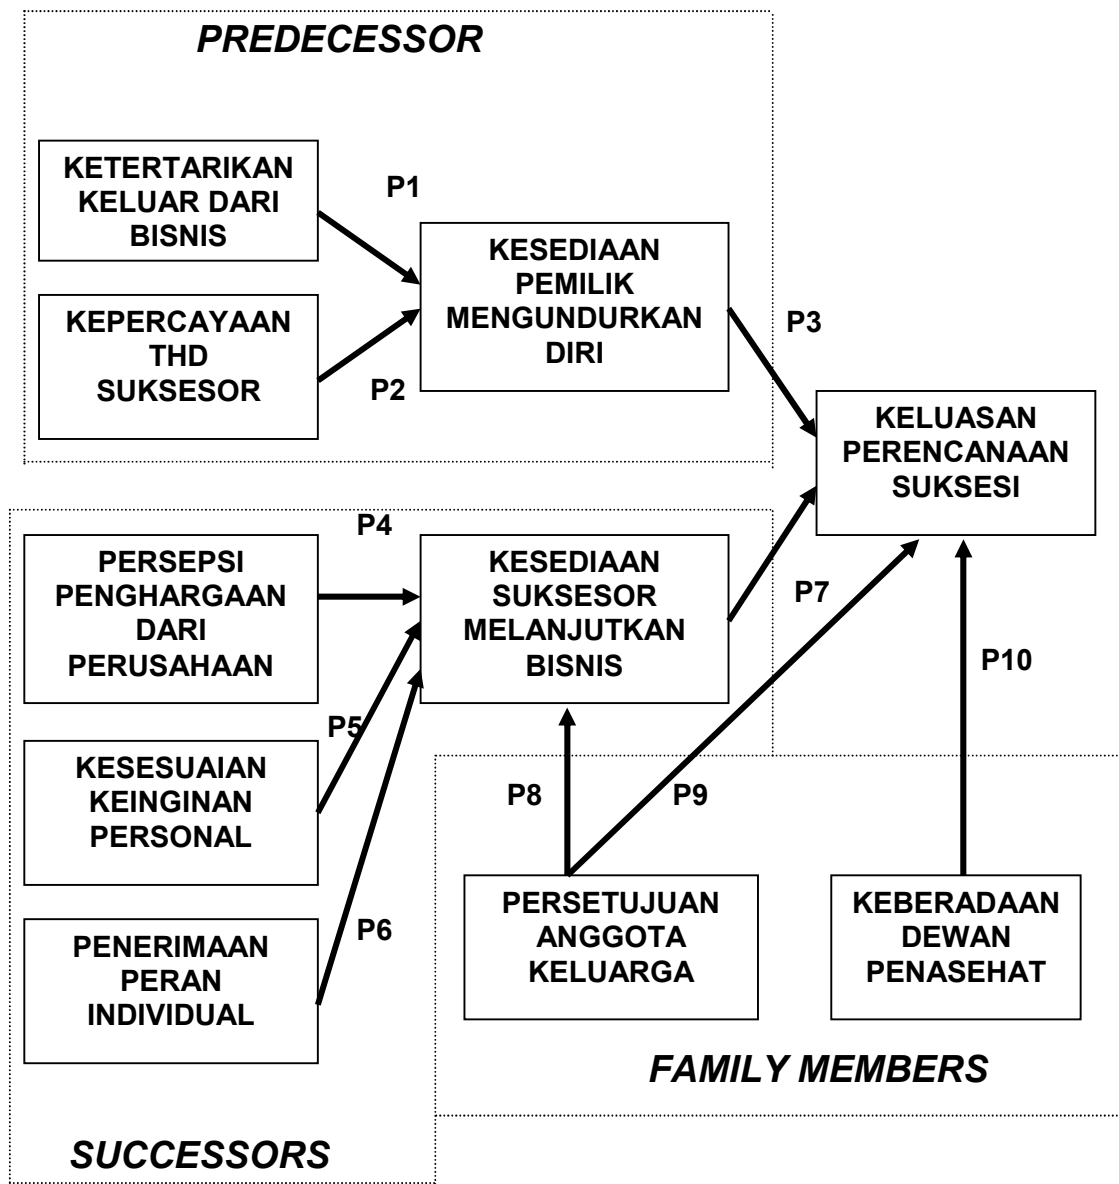 PREDECESSOR
KETERTARIKAN
KELUAR DARI
BISNIS
P1
KEPERCAYAAN
THD
SUKSESOR
P2
KESEDIAAN
PEMILIK
MENGUNDURKAN
DIRI
P3
KELUASAN
PERENCANAAN
SUKSESI
PERSEPSI
PENGHARGAAN
DARI
PERUSAHAAN
P4
KESEDIAAN
SUKSESOR
MELANJUTKAN
BISNIS
P7
P10
P5
KESESUAIAN
KEINGINAN
PERSONAL
P8
P9
PENERIMAAN
PERAN
INDIVIDUAL
P6
PERSETUJUAN
ANGGOTA
KELUARGA
KEBERADAAN
DEWAN
PENASEHAT
FAMILY MEMBERS
SUCCESSORS